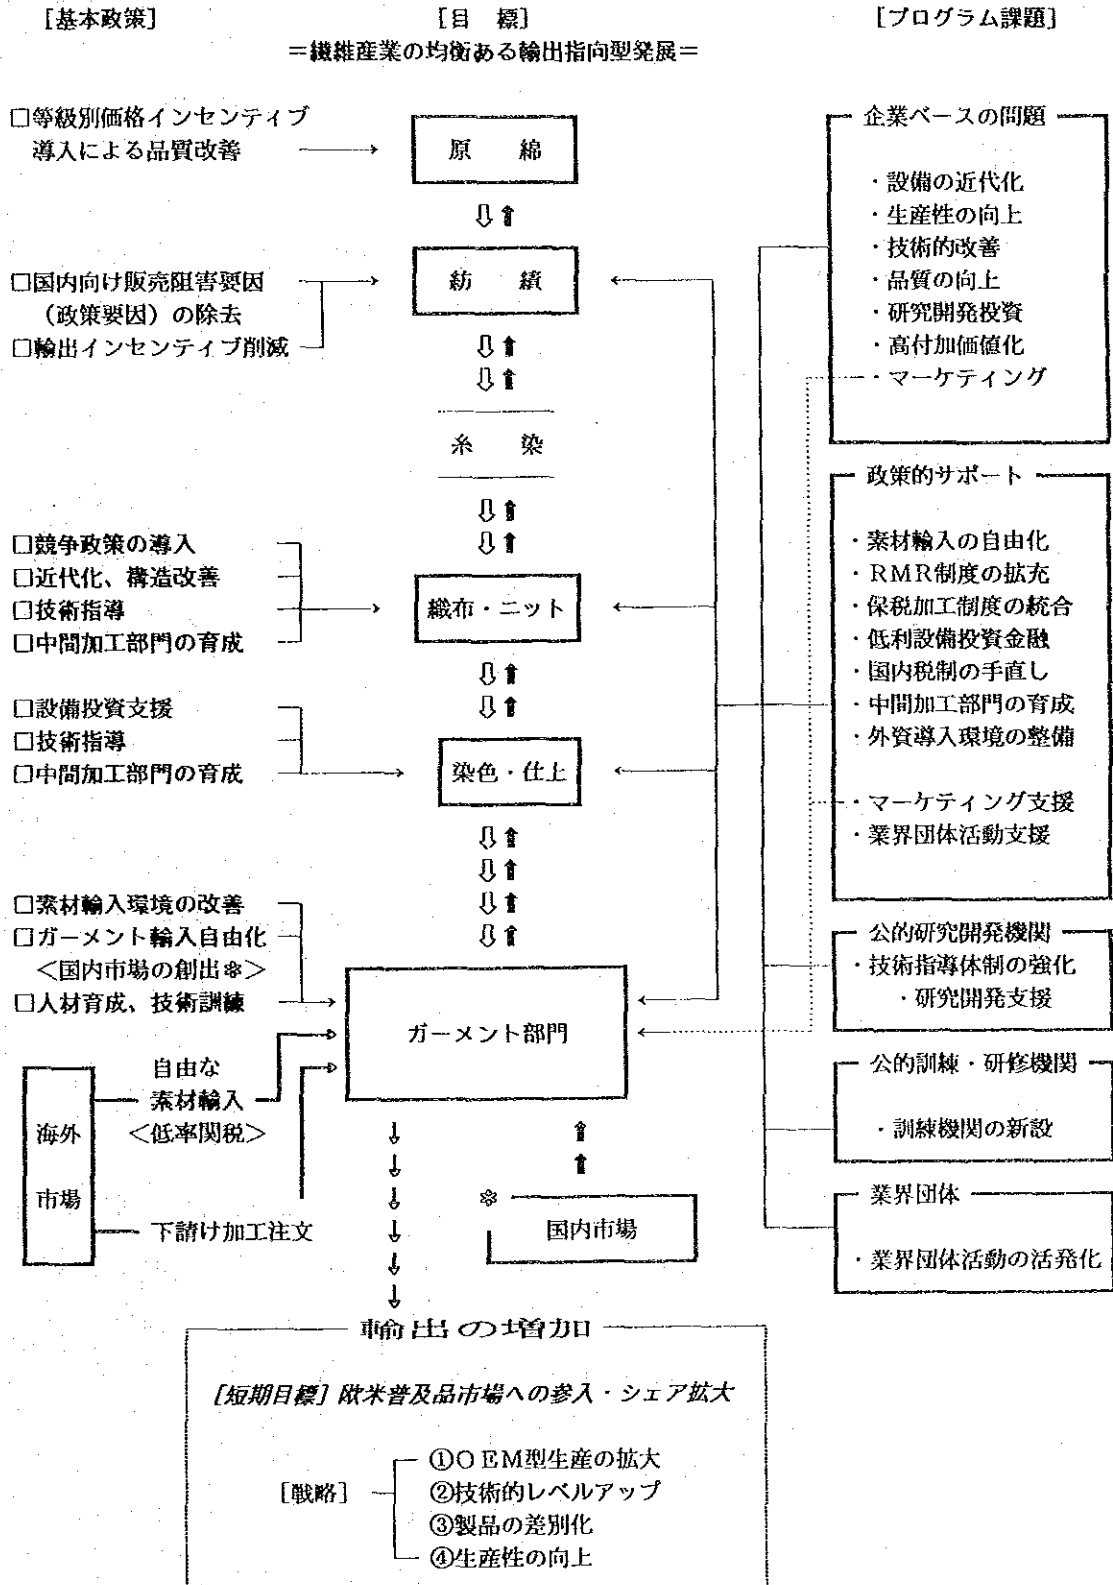 [基本政策]
[目　標]
[プログラム課題]
＝繊維産業の均衡ある輸出指向型発展＝
□等級別価格インセンティブ
導入による品質改善
原　綿
□国内向け販売阻害要因
（政策要因）の除去
□輸出インセンティブ削減
紡　績
糸　染
□競争政策の導入
□近代化、構造改善
□技術指導
□中間加工部門の育成
織布・ニット
□設備投資支援
□技術指導
□中間加工部門の育成
染色・仕上
□素材輸入環境の改善
□ガーメント輸入自由化
＜国内市場の創出＊＞
□人材育成、技術訓練
ガーメント部門
海外
市場
自由な
素材輸入
＜低率関税＞
下請け加工注文
＊
国内市場
企業ベースの問題
・設備の近代化
・生産性の向上
・技術的改善
・品質の向上
・研究開発投資
・高付加価値化
・マーケティング
政策的サポート
・素材輸入の自由化
・RMR制度の拡充
・保税加工制度の統合
・低利設備投資金融
・国内税制の手直し
・中間加工部門の育成
・外資導入環境の整備
・マーケティング支援
・業界団体活動支援
公的研究開発機関
・技術指導体制の強化
・研究開発支援
公的訓練・研修機関
・訓練機関の新設
業界団体
・業界団体活動の活発化
輸出の増加
[短期目標] 欧米普及品市場への参入・シェア拡大
[戦略]
①OEM型生産の拡大
②技術的レベルアップ
③製品の差別化
④生産性の向上